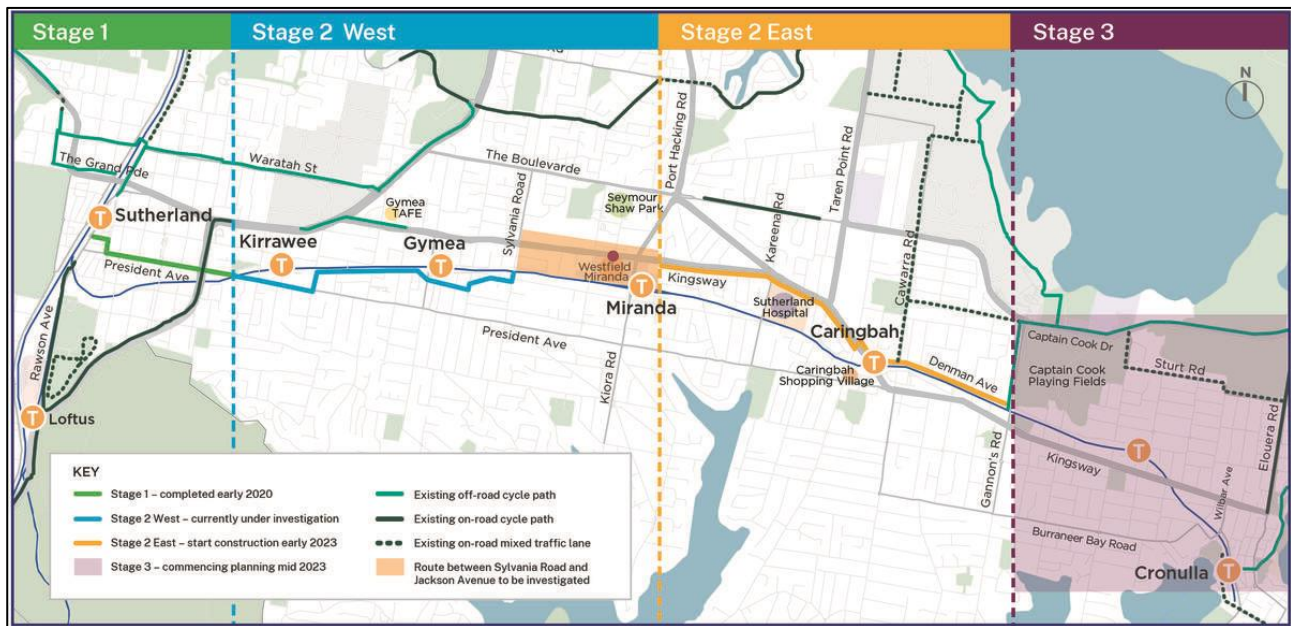 Stage 1
Stage 2 West
Stage 2 East
Stage 3
Rd
N
Port Hacking Rd
Taren Point Rd
The Boulevarde
The Grand Pde
Waratah St
Sylvania Road
Seymour
Shaw Park
Gymea
TAFE
Kareena Rd
Cawarra Rd
T
Sutherland
Kirrawee
T
Gymea
T
Westfield
Miranda
T
Miranda
Kingsway
President Ave
Sutherland
Hospital
Caringbah
T
Caringbah
Shopping Village
Denman Ave
President Ave
Kiora Rd
Rawson Ave
T
Loftus
Captain Cook Dr
Captain Cook
Playing Fields
Sturt Rd
Elouera Rd
T
Kingsway
Gannon's Rd
Wilbar Ave
Burraneer Bay Road
Cronulla
T
KEY
Stage 1 – completed early 2020
Stage 2 West – currently under investigation
Stage 2 East – start construction early 2023
Stage 3 – commencing planning mid 2023
Existing off-road cycle path
Existing on-road cycle path
Existing on-road mixed traffic lane
Route between Sylvania Road and
Jackson Avenue to be investigated